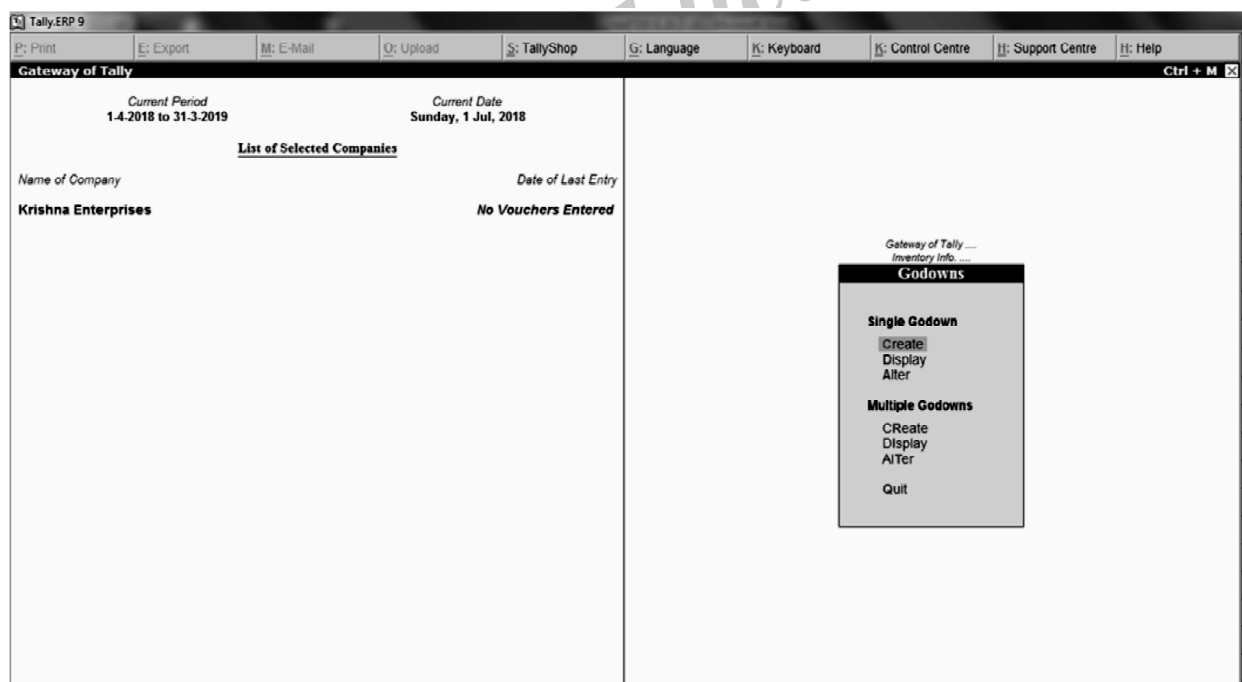 Tally.ERP 9
P: Print E: Export M: E-Mail O: Upload S: TallyShop G: Language K: Keyboard K: Control Centre H: Support Centre H: Help
Gateway of Tally Ctrl + M
Current Period Current Date
1-4-2018 to 31-3-2019 Sunday, 1 Jul, 2018
List of Selected Companies
Name of Company Date of Last Entry
Krishna Enterprises No Vouchers Entered
Gateway of Tally ....
Inventory Info. ....
Godowns
Single Godown
Create
Display
Alter
Multiple Godowns
CReate
DIsplay
AlTer
Quit